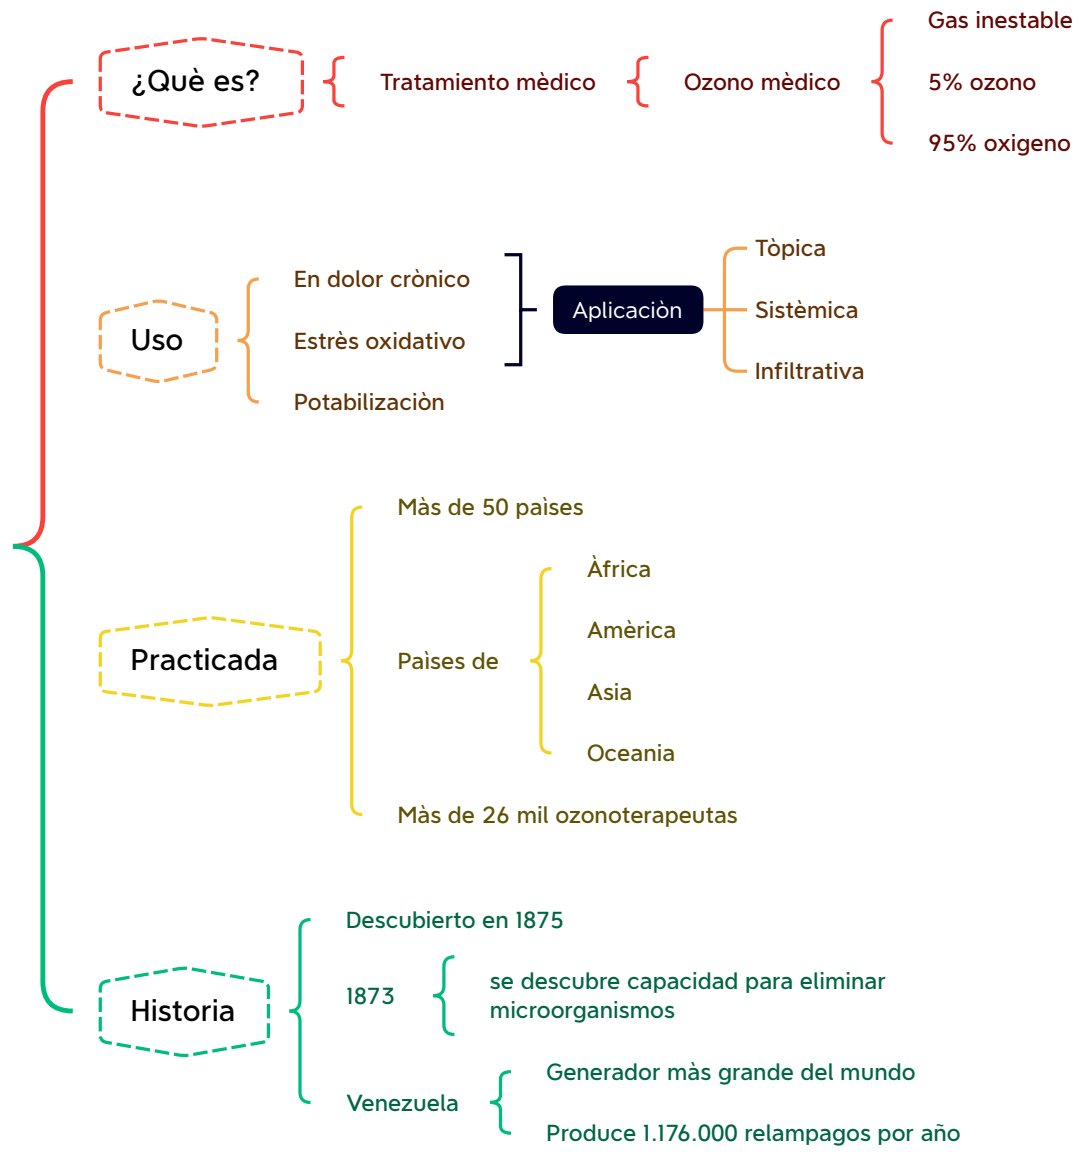 ¿Què es?
Tratamiento mèdico
Ozono mèdico
Gas inestable
5% ozono
95% oxigeno
Uso
En dolor crònico
Estrès oxidativo
Potabilizaciòn
Aplicaciòn
Tòpica
Sistèmica
Infiltrativa
Practicada
Màs de 50 paìses
Paìses de
Àfrica
Amèrica
Asia
Oceania
Màs de 26 mil ozonoterapeutas
Historia
Descubierto en 1875
1873
se descubre capacidad para eliminar
microorganismos
Venezuela
Generador màs grande del mundo
Produce 1.176.000 relampagos por año